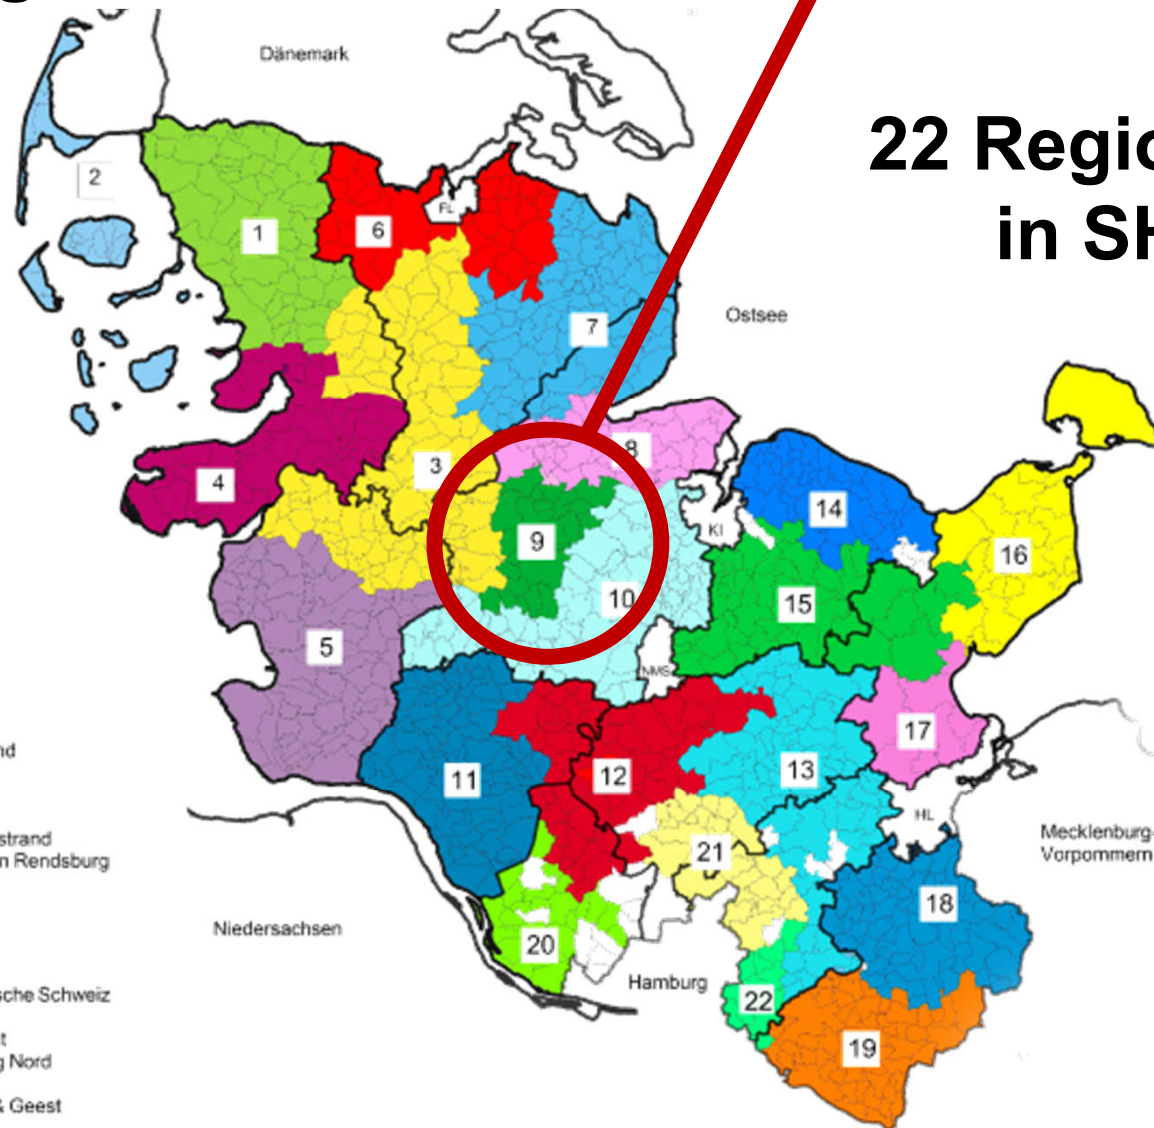 Dänemark
22 Regio
in SH
2
1
6
FL
7
Ostsee
8
3
4
14
KI
9
16
10
15
5
NMS
17
nd
11
12
13
HL
strand
n Rendsburg
Mecklenburg-
Vorpommern
21
18
Niedersachsen
20
Hamburg
sche Schweiz
22
t
g Nord
19
& Geest